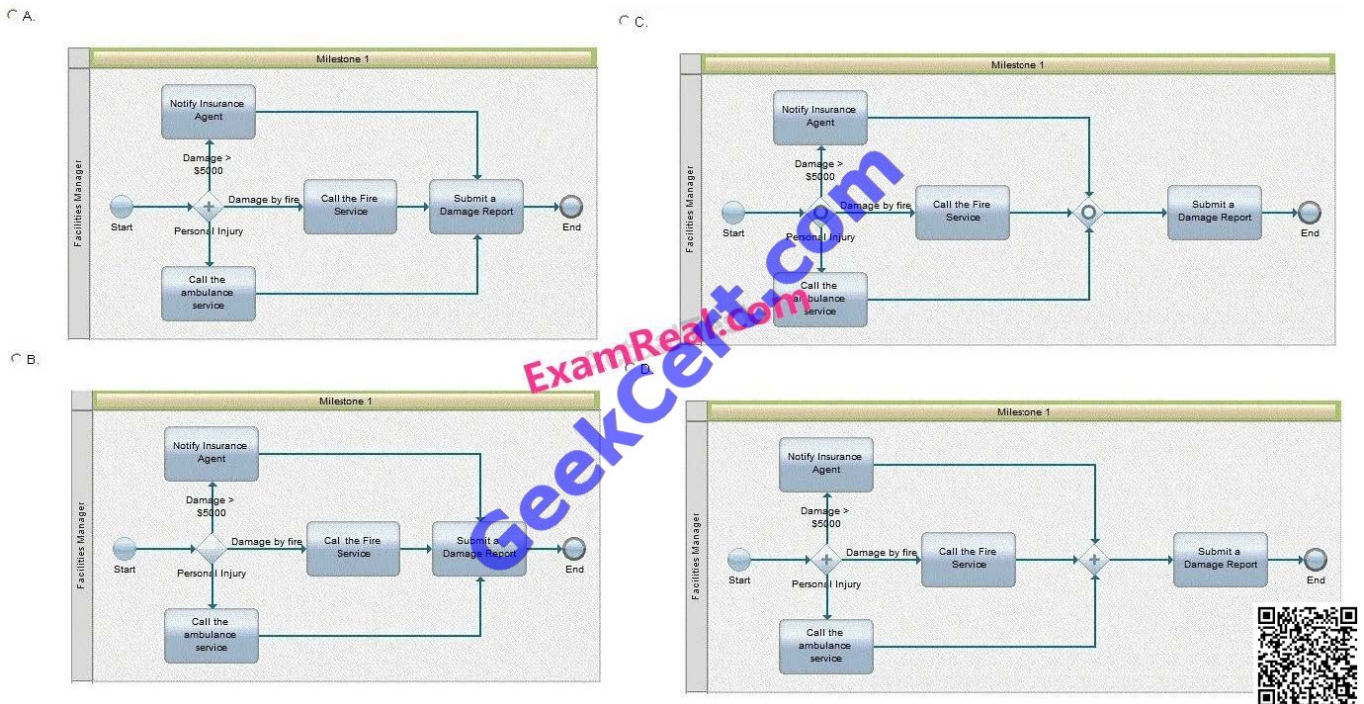 A.
Milestone 1
Facilities Manager
Notify Insurance
Agent
Damage >
$5000
Start
Damage by fire
Call the Fire
Service
Submit a
Damage Report
End
Personal Injury
Call the
ambulance
service
C.
Milestone 1
Facilities Manager
Notify Insurance
Agent
Damage >
$5000
Start
Damage by fire
Call the Fire
Service
Submit a
Damage Report
End
Personal Injury
Call the
ambulance
service
B.
Milestone 1
Facilities Manager
Notify Insurance
Agent
Damage >
$5000
Start
Damage by fire
Call the Fire
Service
Submit a
Damage Report
End
Personal Injury
Call the
ambulance
service
D.
Milestone 1
Facilities Manager
Notify Insurance
Agent
Damage >
$5000
Start
Damage by fire
Call the Fire
Service
Submit a
Damage Report
End
Personal Injury
Call the
ambulance
service
ExamReal.com
GeekCert.com